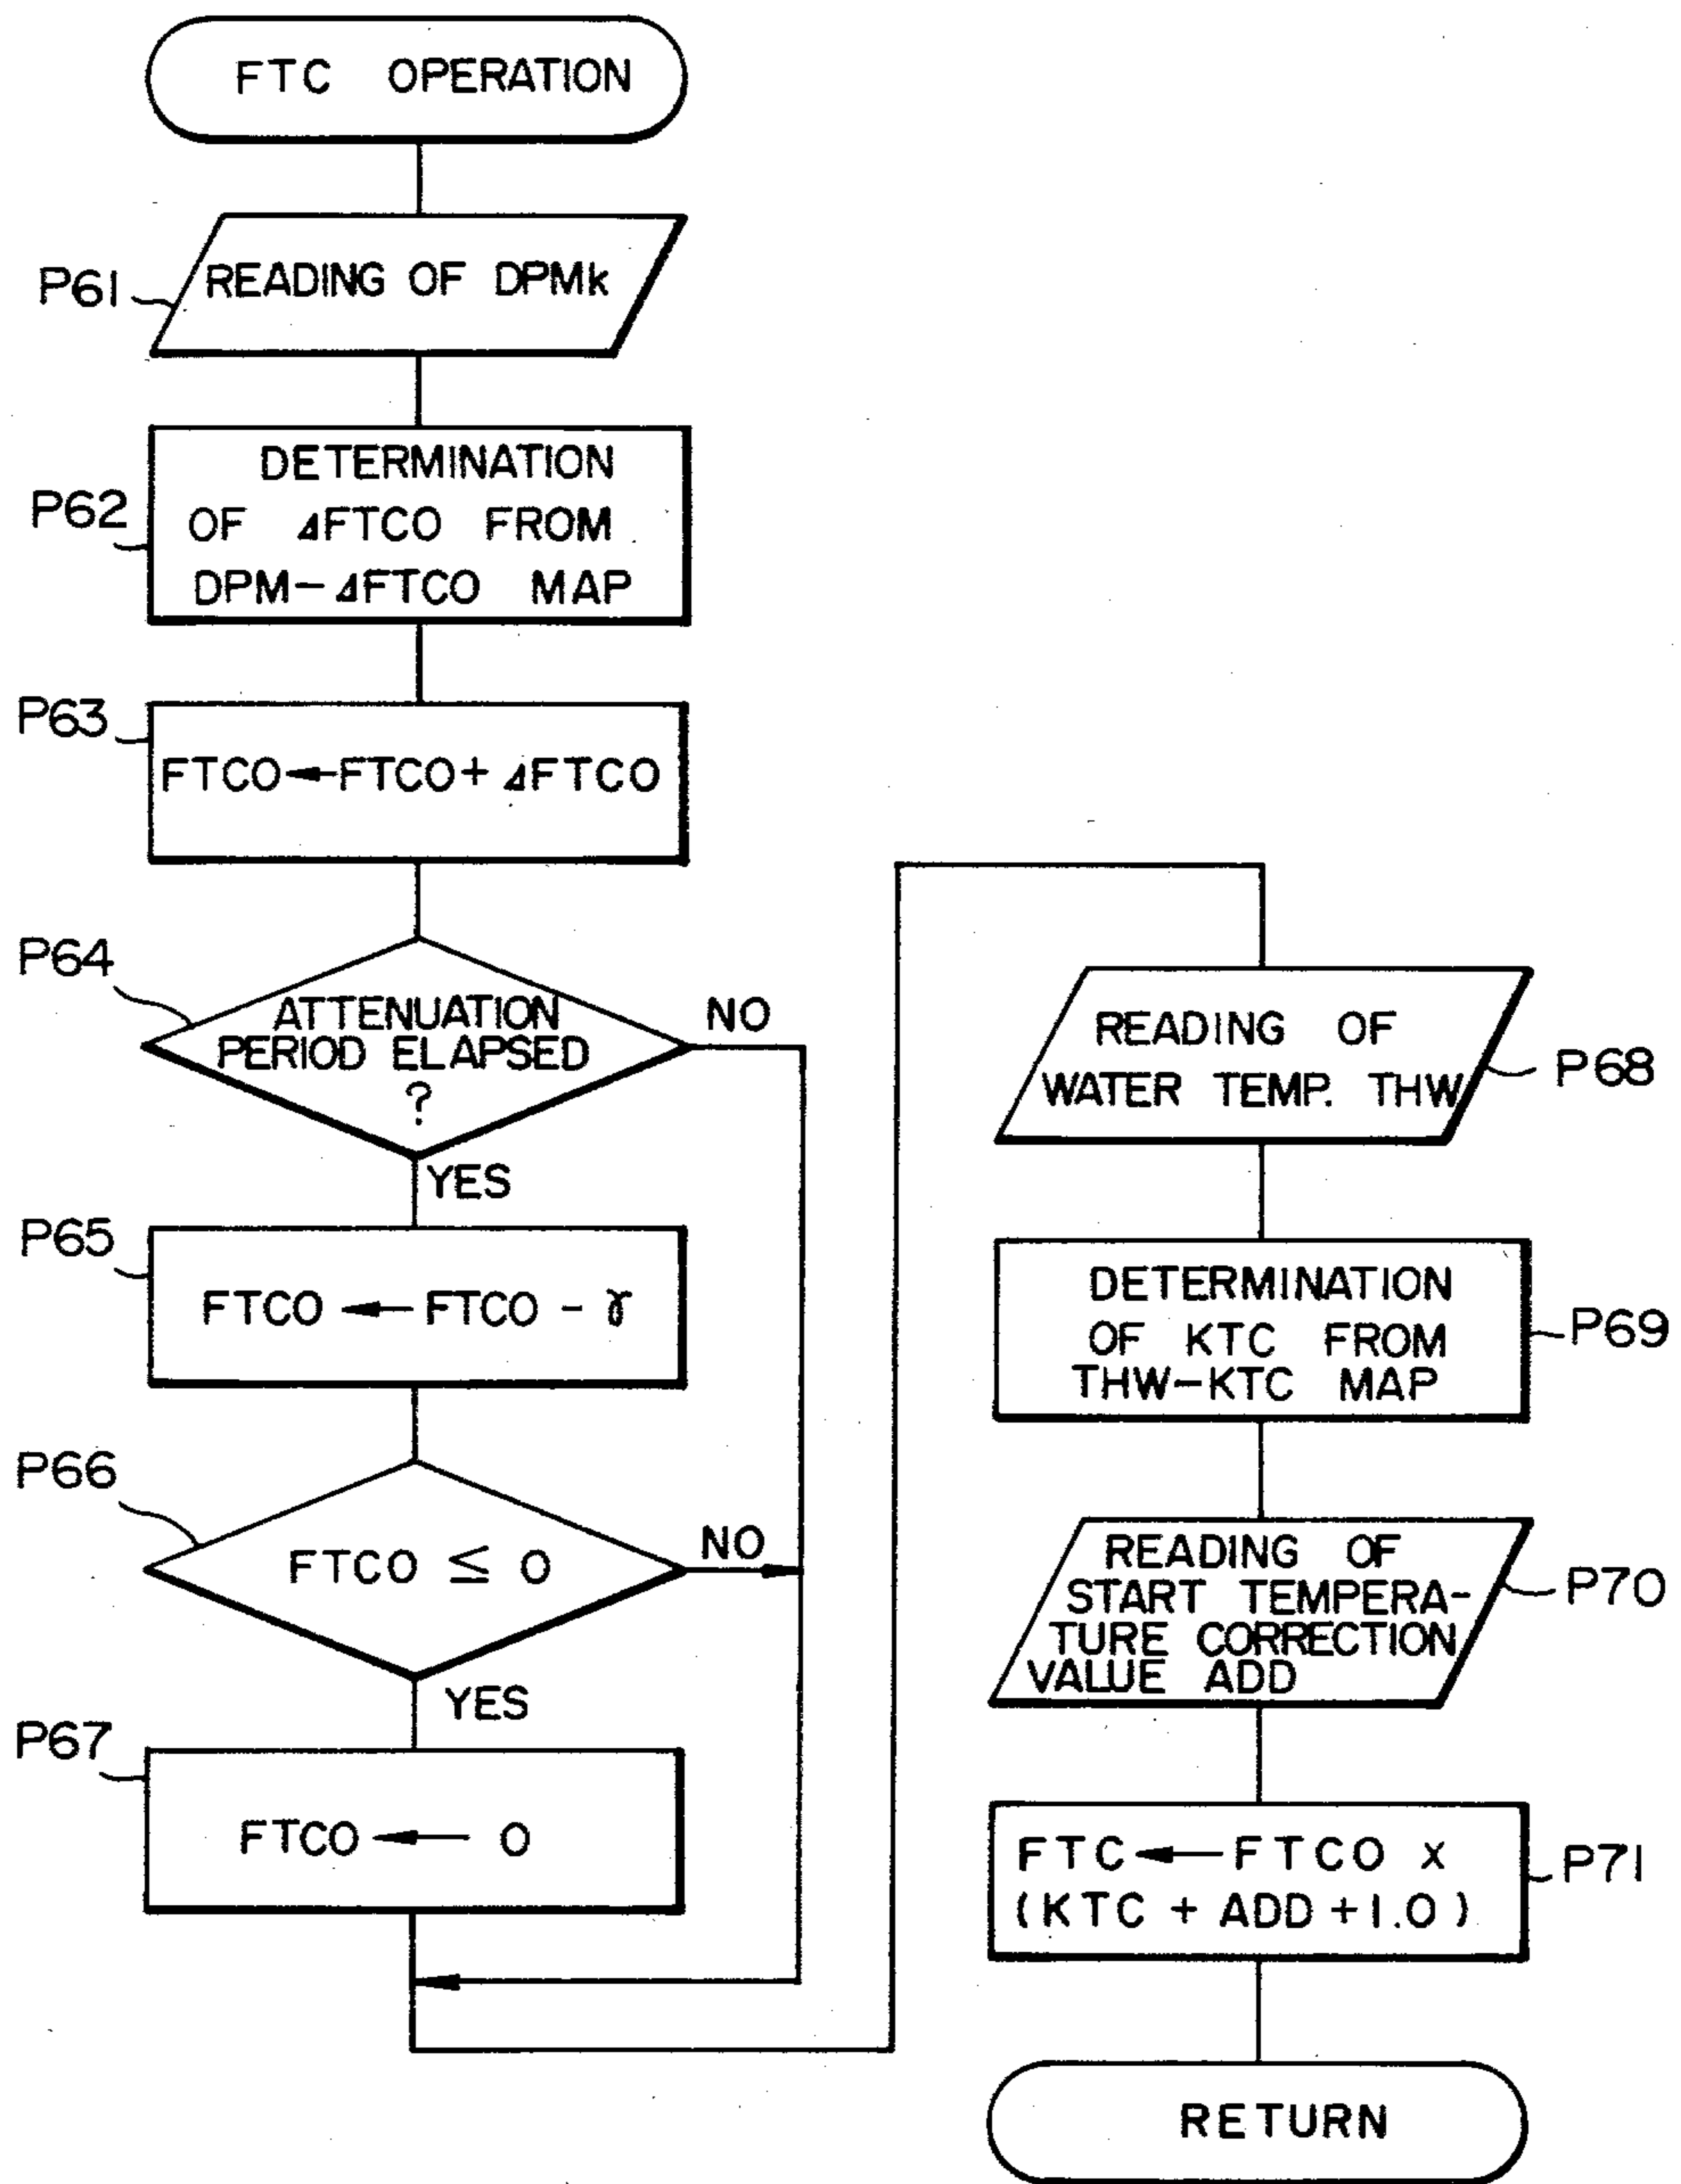 FTC OPERATION
P61
READING OF DPMk
P62
DETERMINATION
OF ⊿FTCO FROM
DPM-⊿FTCO MAP
P63
FTCO←FTCO+ ⊿FTCO
P64
ATTENUATION
PERIOD ELAPSED
?
NO
YES
P65
FTCO ← FTCO - γ
P66
FTCO ≦ 0
NO
YES
P67
FTCO ← 0
READING OF
WATER TEMP. THW
P68
DETERMINATION
OF KTC FROM
THW-KTC MAP
P69
READING OF
START TEMPERA-
TURE CORRECTION
VALUE ADD
P70
FTC ← FTCO x
(KTC + ADD +1.0)
P71
RETURN